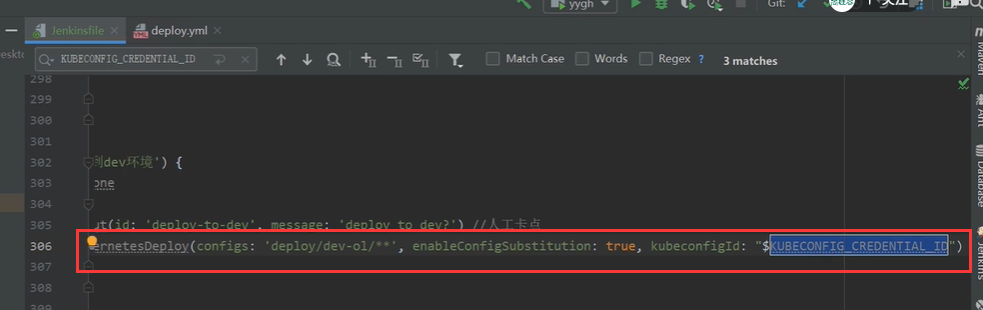 yygh
Git:
Jenkinsfile
deploy.yml
KUBECONFIG_CREDENTIAL_ID
Match Case
Words
Regex
?
3 matches
298
299
300
301
302 到dev环境') {
303 one
304
305 ut(id: 'deploy-to-dev', message: 'deploy to dev?') //人工卡点
306 ernetesDeploy(configs: 'deploy/dev-ol/**', enableConfigSubstitution: true, kubeconfigId: "$KUBECONFIG_CREDENTIAL_ID")
307
308
309
Maven
Ant
Database
Jenkins